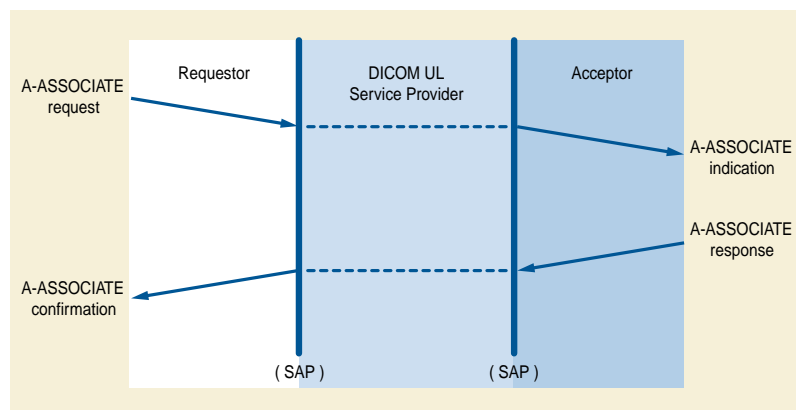 Requestor
DICOM UL
Service Provider
Acceptor
A-ASSOCIATE
request
A-ASSOCIATE
indication
A-ASSOCIATE
response
A-ASSOCIATE
confirmation
( SAP )
( SAP )